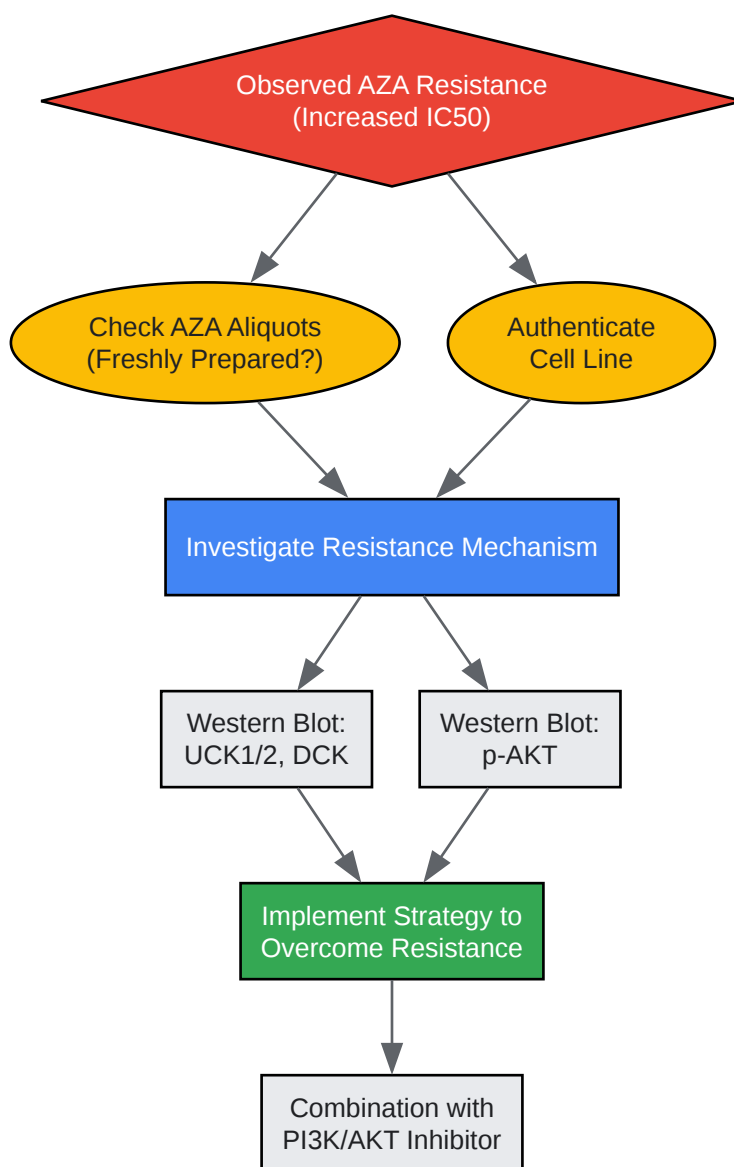 Observed AZA Resistance
(Increased IC50)
Check AZA Aliquots
(Freshly Prepared?)
Authenticate
Cell Line
Investigate Resistance Mechanism
Western Blot:
UCK1/2, DCK
Western Blot:
p-AKT
Implement Strategy to
Overcome Resistance
Combination with
PI3K/AKT Inhibitor